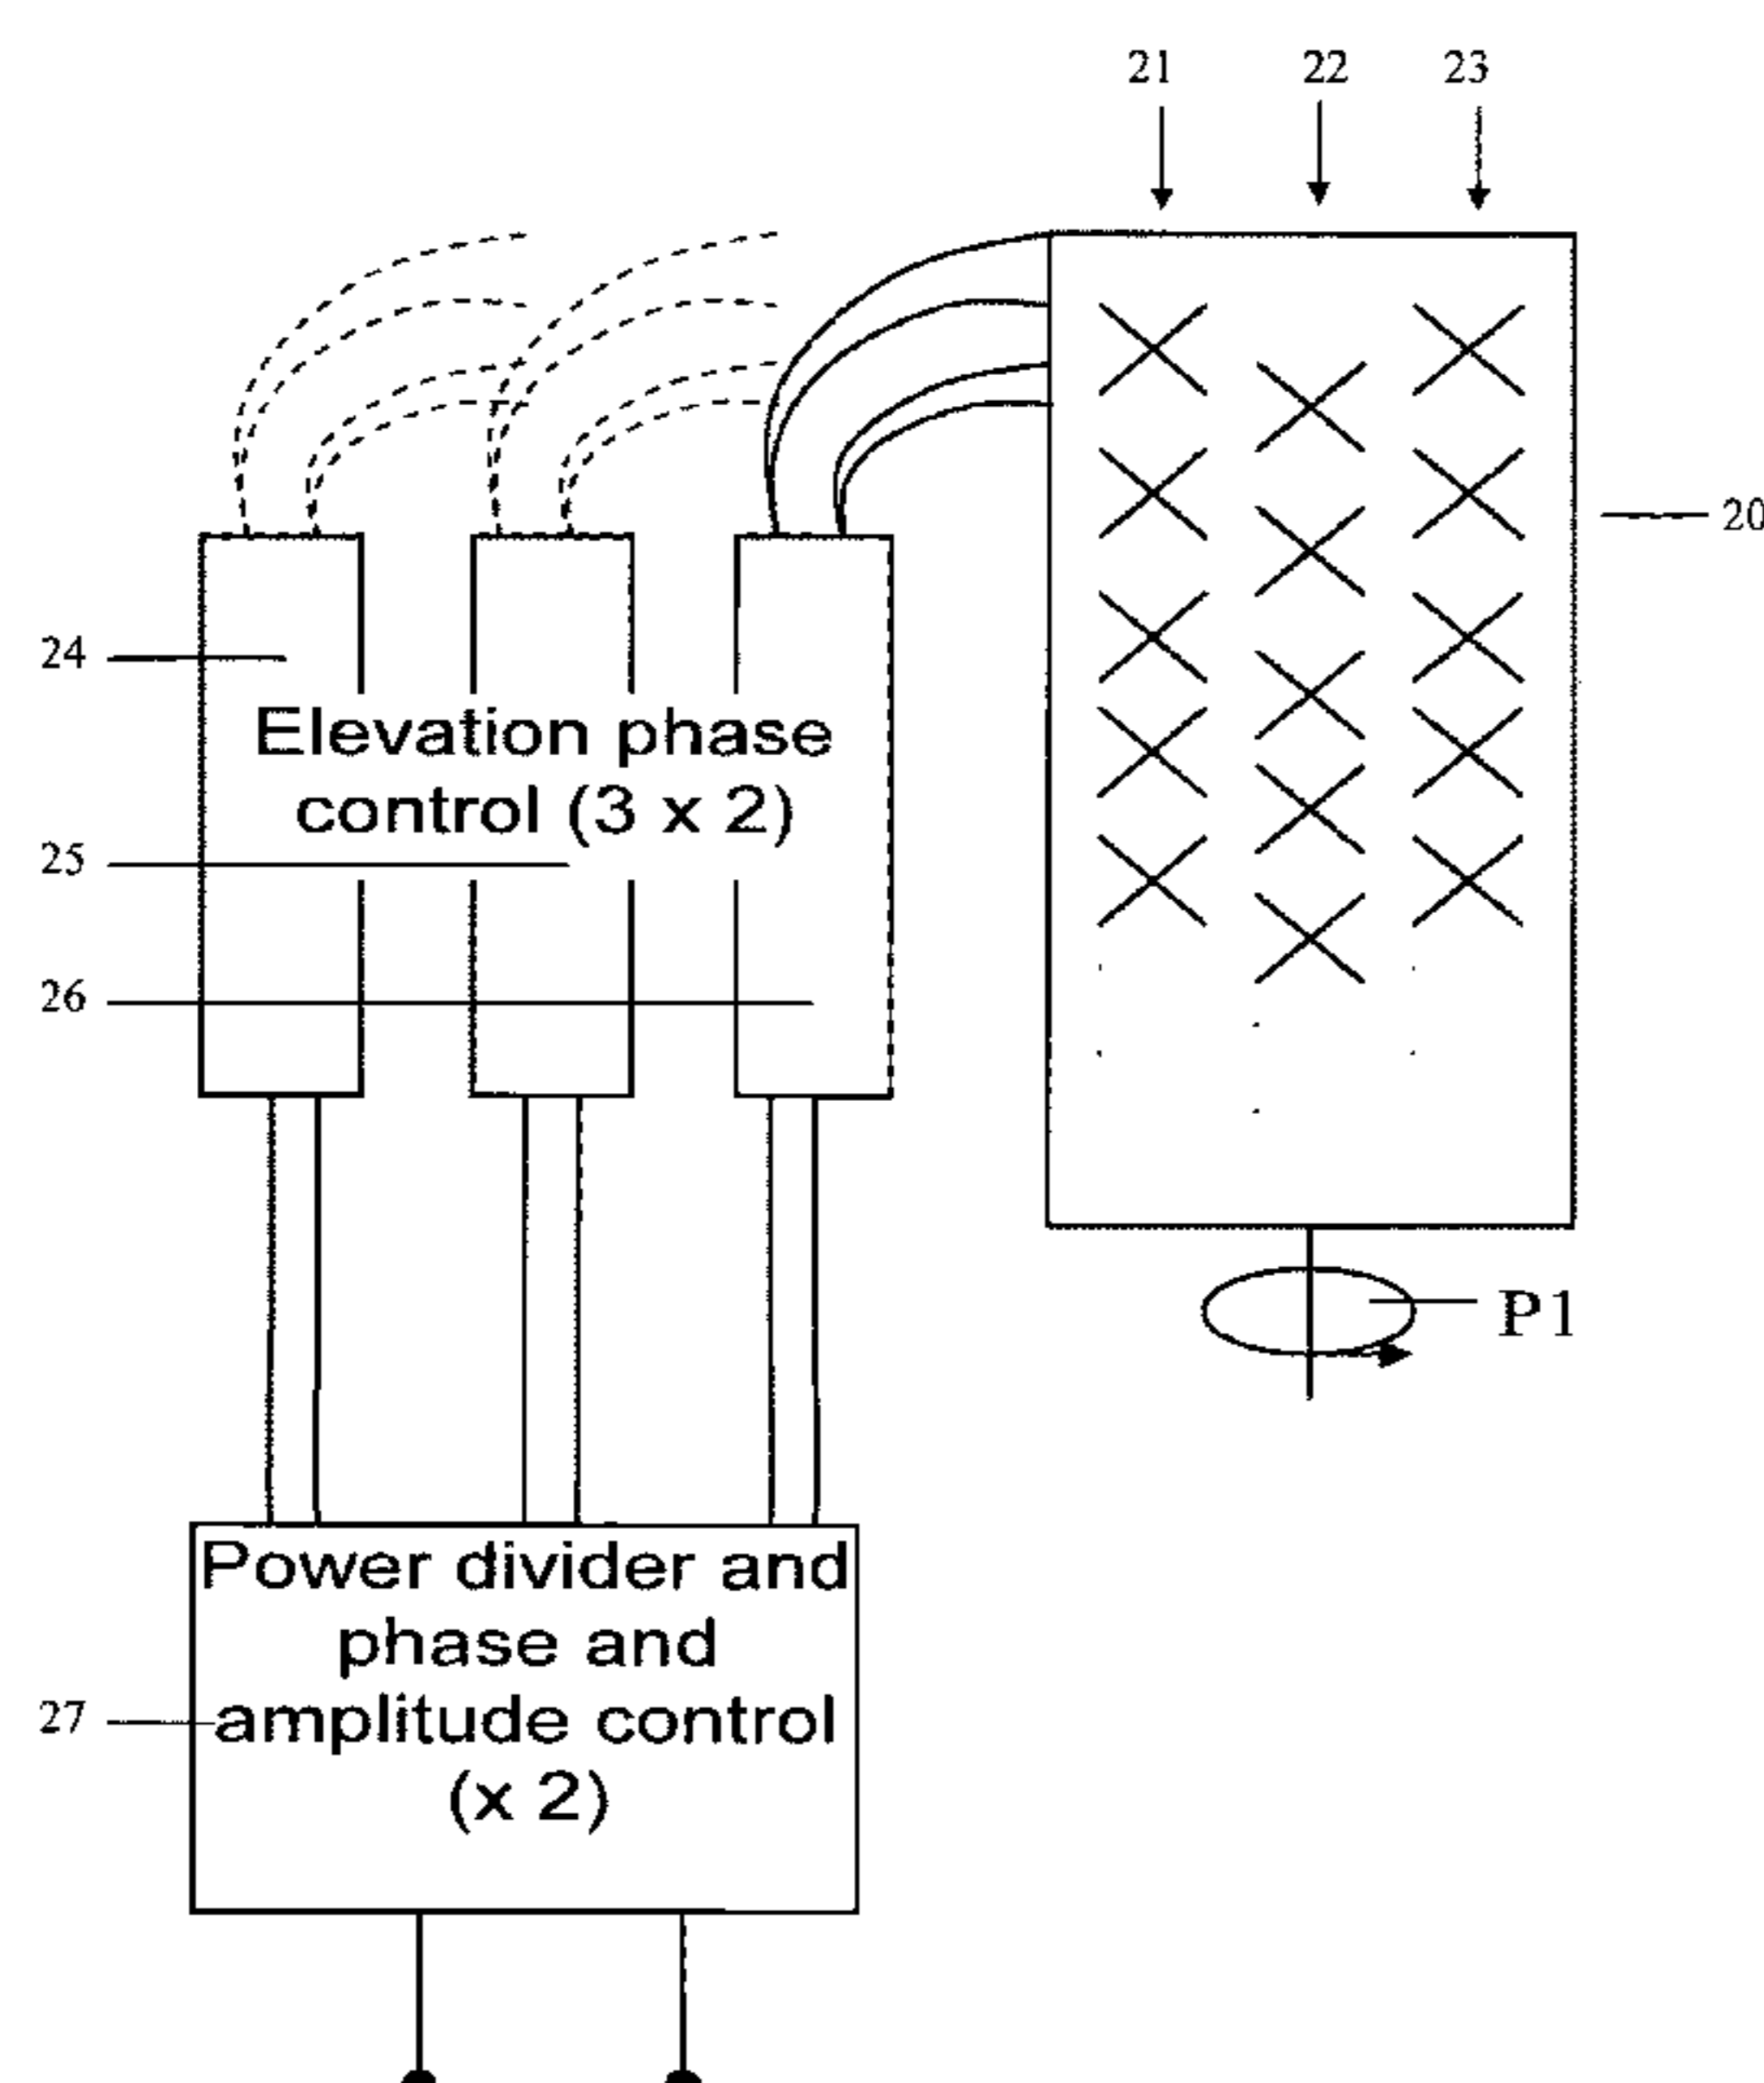 21 22 23
20
24
Elevation phase
control (3 x 2)
25
26
P1
Power divider and
phase and
27
amplitude control
(x 2)